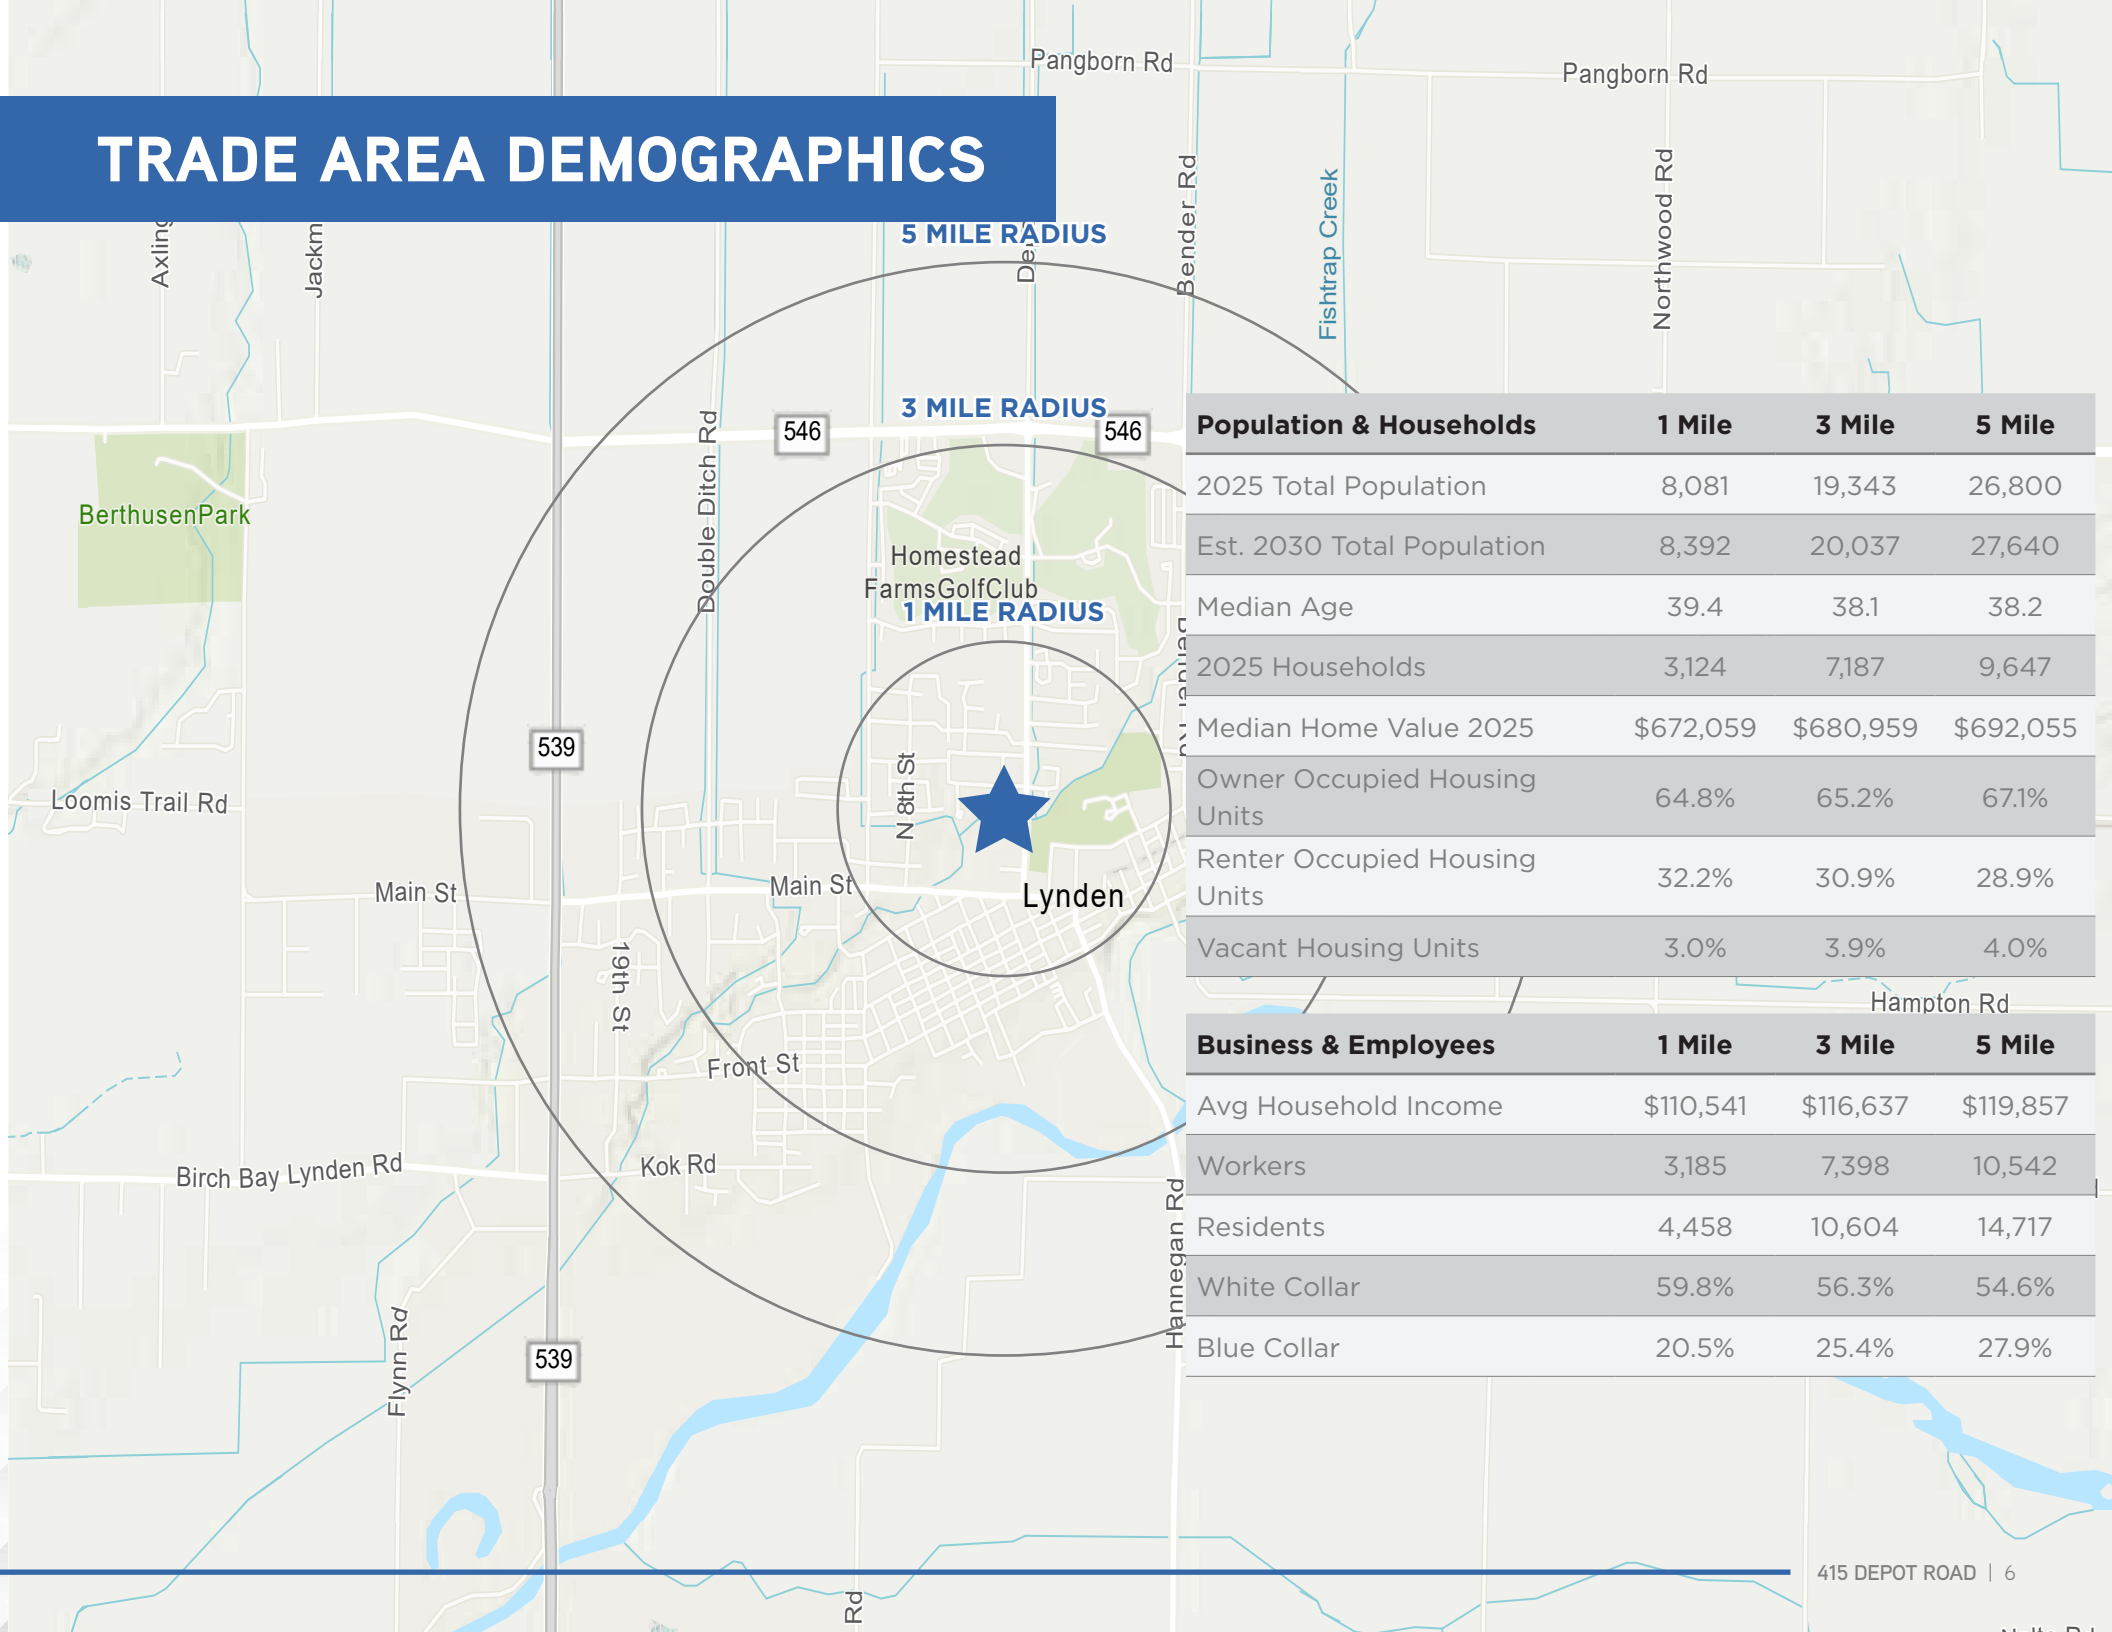 Pangborn Rd
Pangborn Rd
TRADE AREA DEMOGRAPHICS
Bender Rd
Fishtrap Creek
Northwood Rd
5 MILE RADIUS
3 MILE RADIUS
546
546
Double Ditch Rd
BerthusenPark
Homestead
FarmsGolfClub
1 MILE RADIUS
539
N 8th St
Loomis Trail Rd
Main St
Main St
Lynden
19th St
Front St
Birch Bay Lynden Rd
Kok Rd
Hannegan Rd
Flynn Rd
539
Rd
Population & Households 1 Mile 3 Mile 5 Mile
2025 Total Population 8,081 19,343 26,800
Est. 2030 Total Population 8,392 20,037 27,640
Median Age 39.4 38.1 38.2
2025 Households 3,124 7,187 9,647
Median Home Value 2025 $672,059 $680,959 $692,055
Owner Occupied Housing
Units 64.8% 65.2% 67.1%
Renter Occupied Housing
Units 32.2% 30.9% 28.9%
Vacant Housing Units 3.0% 3.9% 4.0%
Hampton Rd
Business & Employees 1 Mile 3 Mile 5 Mile
Avg Household Income $110,541 $116,637 $119,857
Workers 3,185 7,398 10,542
Residents 4,458 10,604 14,717
White Collar 59.8% 56.3% 54.6%
Blue Collar 20.5% 25.4% 27.9%
415 DEPOT ROAD | 6